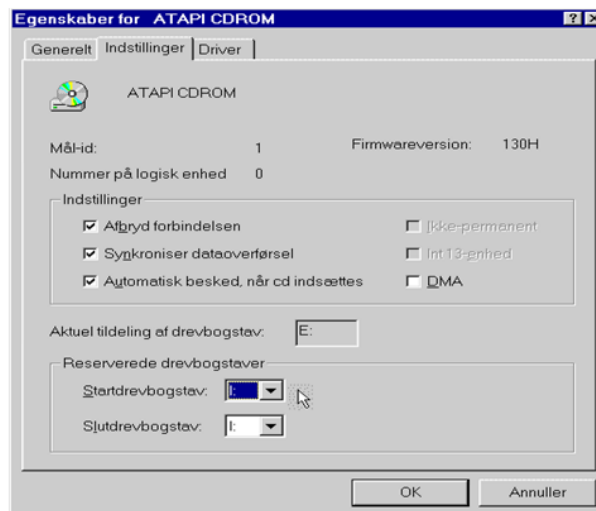 Egenskaber for ATAPI CDROM
Generelt Indstillinger Driver
ATAPI CDROM
Mål-id: 1 Firmwareversion: 130H
Nummer på logisk enhed 0
Indstillinger
Afbryd forbindelsen Ikke-permanent
Synkroniser dataoverførsel Int 13-enhed
Automatisk besked, når cd indsættes DMA
Aktuel tildeling af drevbogstav: E:
Reserverede drevbogstaver
Startdrevbogstav: I:
Slutdrevbogstav: I:
OK Annuller